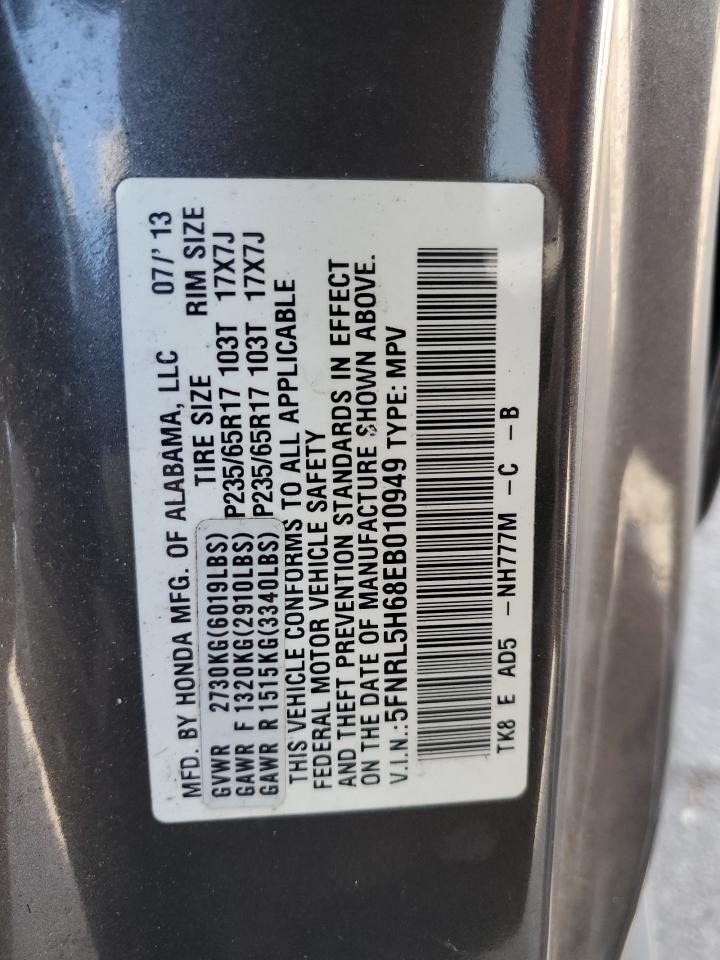 MFD. BY HONDA MFG. OF ALABAMA, LLC 07/' 13
TIRE SIZE RIM SIZE
GVWR 2730KG(6019LBS)
GAWR F 1320KG(2910LBS) P235/65R17 103T 17X7J
GAWR R 1515KG(3340LBS) P235/65R17 103T 17X7J
THIS VEHICLE CONFORMS TO ALL APPLICABLE
FEDERAL MOTOR VEHICLE SAFETY
AND THEFT PREVENTION STANDARDS IN EFFECT
ON THE DATE OF MANUFACTURE SHOWN ABOVE.
V.I.N.:5FNRL5H68EB010949 TYPE: MPV
TK8 E AD5 -NH777M -C -B